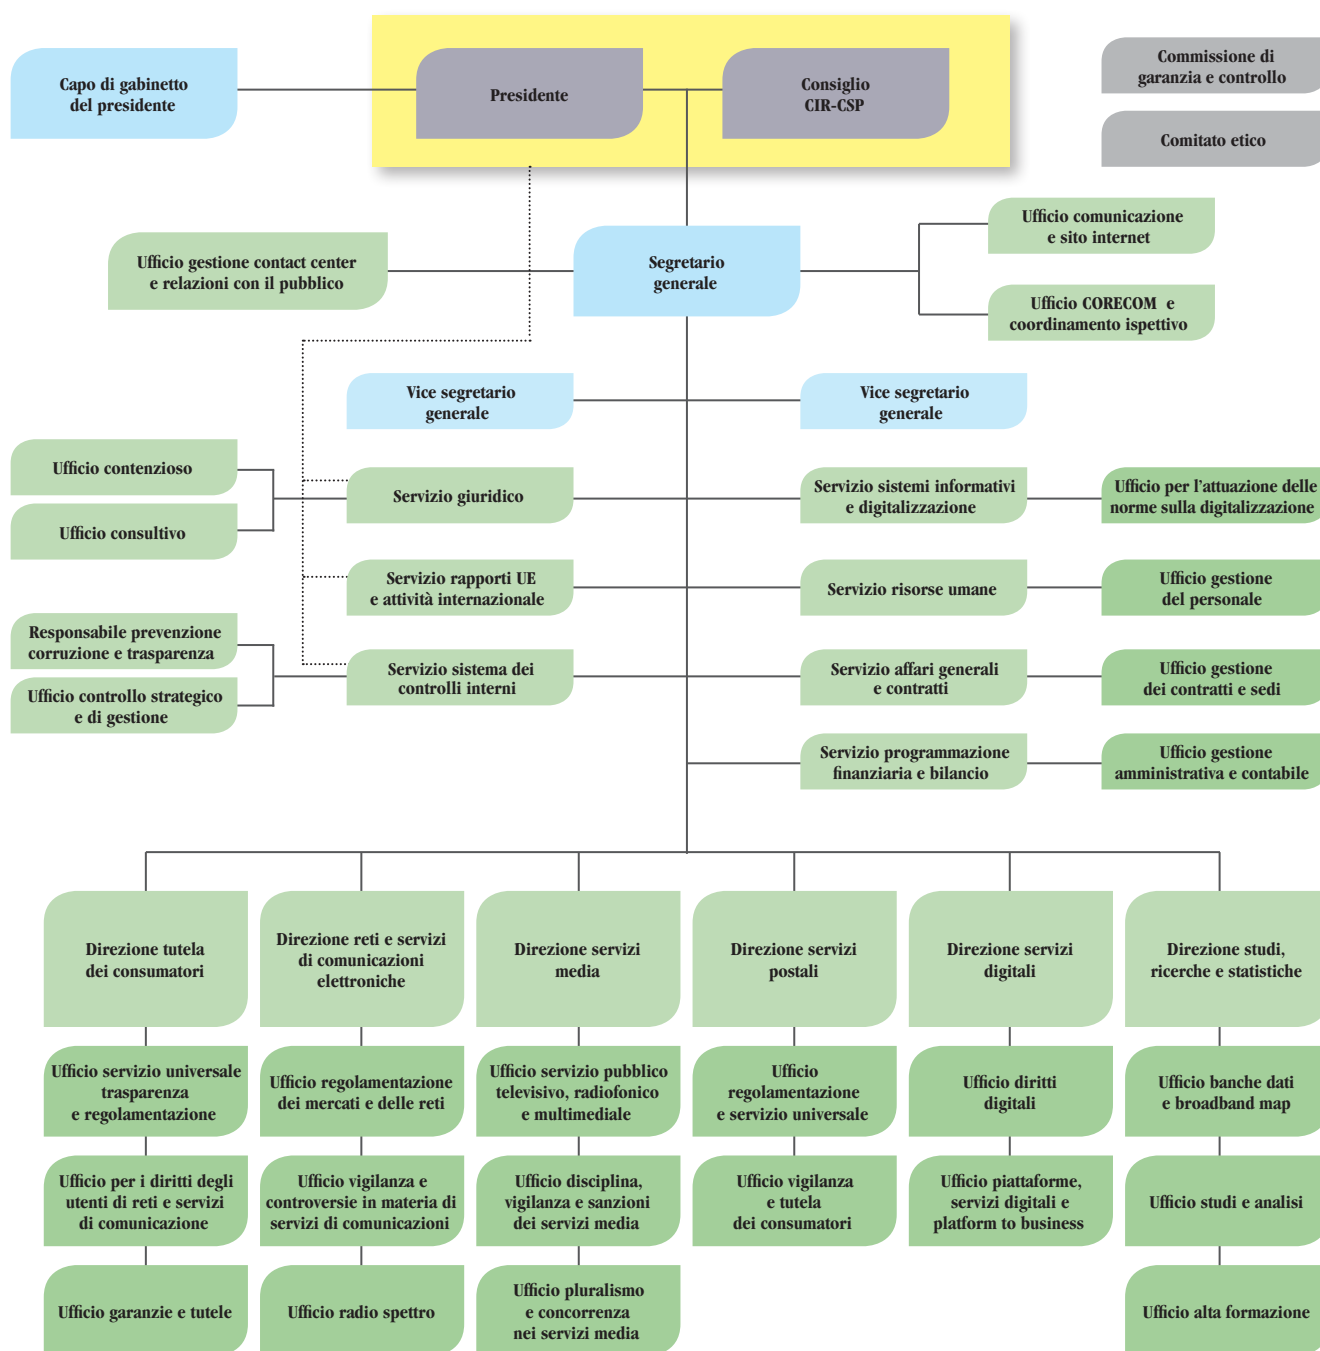 Capo di gabinetto
del presidente
Presidente
Consiglio
CIR-CSP
Commissione di
garanzia e controllo
Comitato etico
Ufficio gestione contact center
e relazioni con il pubblico
Segretario
generale
Ufficio comunicazione
e sito internet
Ufficio CORECOM e
coordinamento ispettivo
Vice segretario
generale
Vice segretario
generale
Ufficio contenzioso
Ufficio consultivo
Servizio giuridico
Servizio sistemi informativi
e digitalizzazione
Ufficio per l'attuazione delle
norme sulla digitalizzazione
Servizio rapporti UE
e attività internazionale
Servizio risorse umane
Ufficio gestione
del personale
Responsabile prevenzione
corruzione e trasparenza
Ufficio controllo strategico
e di gestione
Servizio sistema dei
controlli interni
Servizio affari generali
e contratti
Ufficio gestione
dei contratti e sedi
Servizio programmazione
finanziaria e bilancio
Ufficio gestione
amministrativa e contabile
Direzione tutela
dei consumatori
Direzione reti e servizi
di comunicazioni
elettroniche
Direzione servizi
media
Direzione servizi
postali
Direzione servizi
digitali
Direzione studi,
ricerche e statistiche
Ufficio servizio universale
trasparenza
e regolamentazione
Ufficio regolamentazione
dei mercati e delle reti
Ufficio servizio pubblico
televisivo, radiofonico
e multimediale
Ufficio
regolamentazione
e servizio universale
Ufficio diritti
digitali
Ufficio banche dati
e broadband map
Ufficio per i diritti degli
utenti di reti e servizi
di comunicazione
Ufficio vigilanza e
controversie in materia di
servizi di comunicazioni
Ufficio disciplina,
vigilanza e sanzioni
dei servizi media
Ufficio vigilanza
e tutela
dei consumatori
Ufficio piattaforme,
servizi digitali e
platform to business
Ufficio studi e analisi
Ufficio garanzie e tutele
Ufficio radio spettro
Ufficio pluralismo
e concorrenza
nei servizi media
Ufficio alta formazione